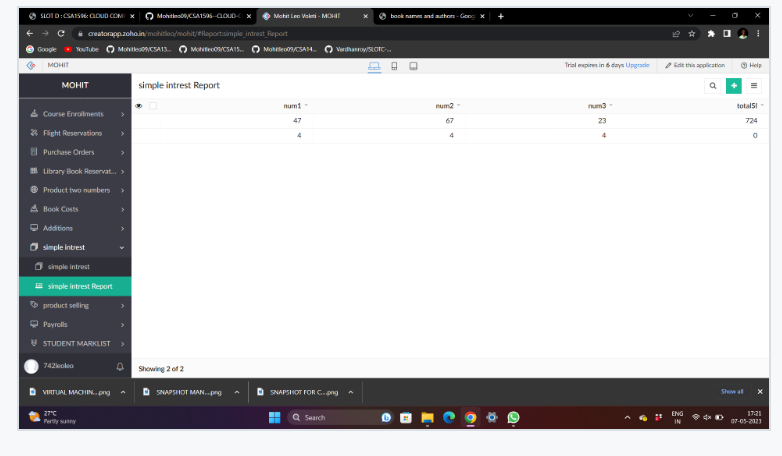 SLOT D : CSA1596: CLOUD COM
Mohitleo09/CSA1596--CLOUD-C
Mohit Leo Voleti - MOHIT
book names and authors - Goog
creatorapp.zoho.in/mohitleo/mohit/#Report:simple_intrest_Report
Google YouTube Mohitleo09/CSA13... Mohitleo09/CSA15... Mohitleo09/CSA14... Vardhanroy/SLOTC-...
MOHIT Trial expires in 6 days Upgrade Edit this application Help
MOHIT
simple intrest Report
num1 num2 num3 totalSI
47 67 23 724
4 4 4 0
Course Enrollments
Flight Reservations
Purchase Orders
Library Book Reservat...
Product two numbers
Book Costs
Additions
simple intrest
simple intrest
simple intrest Report
product selling
Payrolls
STUDENT MARKLIST
742leoleo
Showing 2 of 2
VIRTUAL MACHIN....png SNAPSHOT MAN....png SNAPSHOT FOR C....png Show all
27°C
Partly sunny
Search
ENG
IN
17:21
07-05-2023